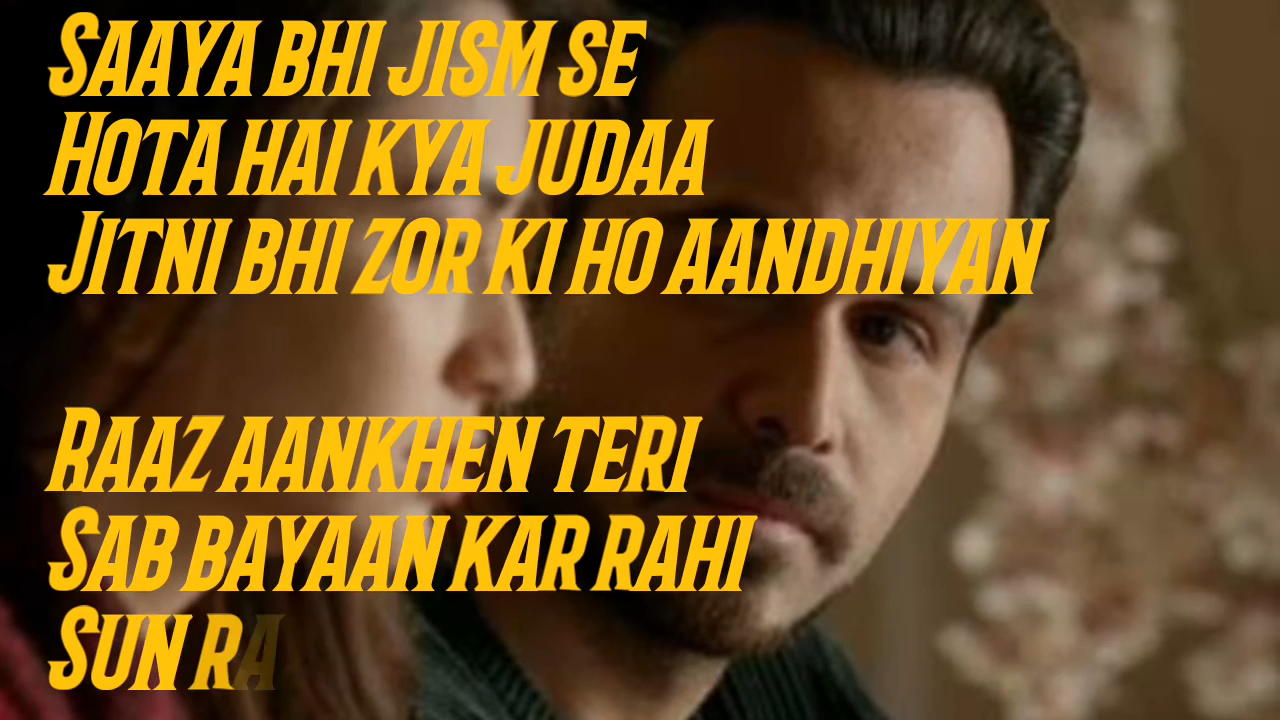 Saaya bhi jism se
Hota hai kya judaa
Jitni bhi zor ki ho aandhiyan
Raaz aankhen teri
Sab bayaan kar rahi
Sun ra